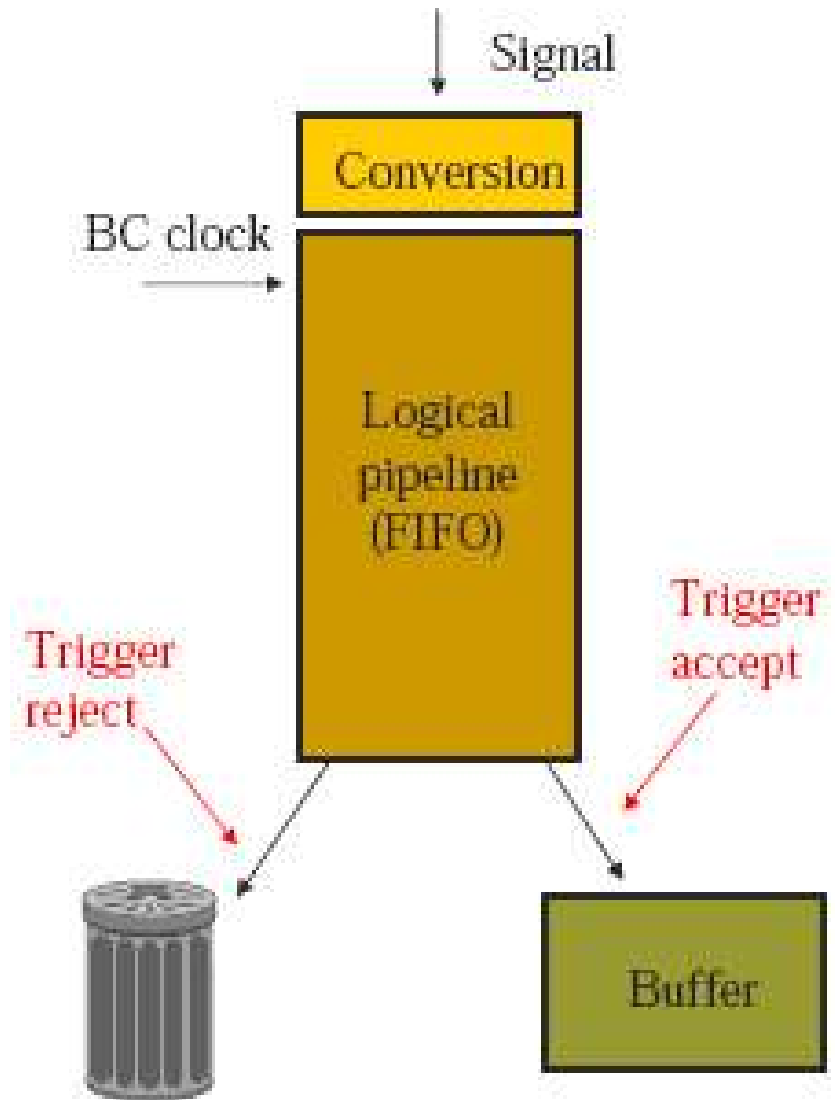 Signal
Conversion
BC clock
Logical
pipeline
(FIFO)
Trigger
accept
Trigger
reject
Buffer